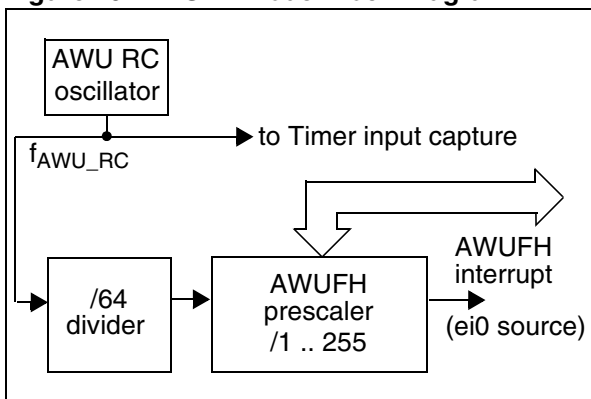 AWU RC
oscillator
to Timer input capture
fAWU_RC
/64
divider
AWUFH
prescaler
/1 .. 255
AWUFH
interrupt
(ei0 source)